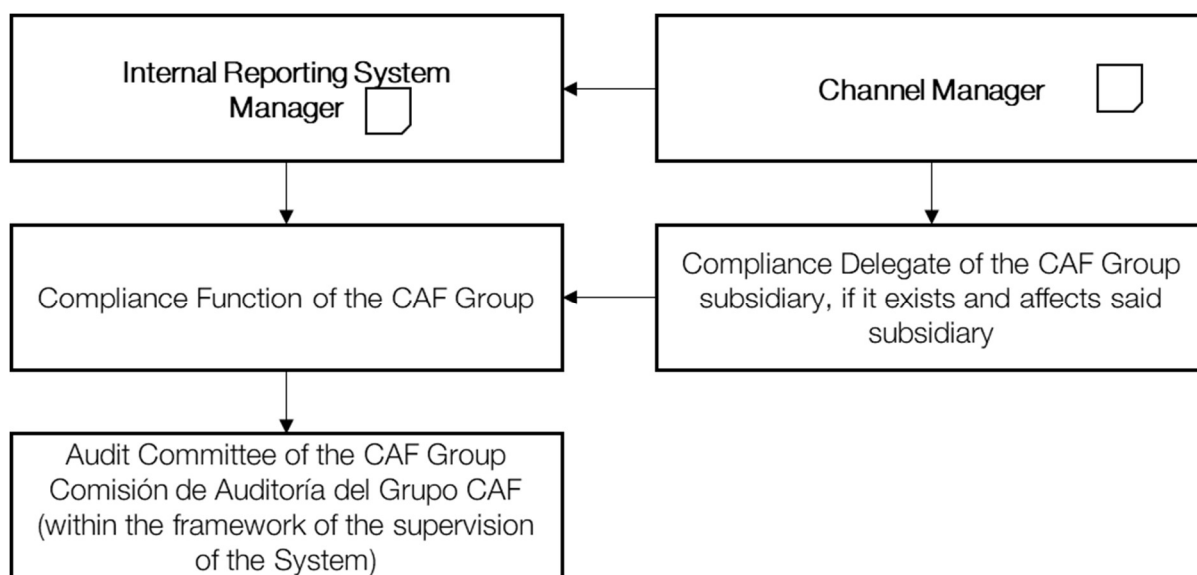 Internal Reporting System
Manager
Channel Manager
Compliance Function of the CAF Group
Compliance Delegate of the CAF Group
subsidiary, if it exists and affects said
subsidiary
Audit Committee of the CAF Group
Comisión de Auditoría del Grupo CAF
(within the framework of the supervision
of the System)